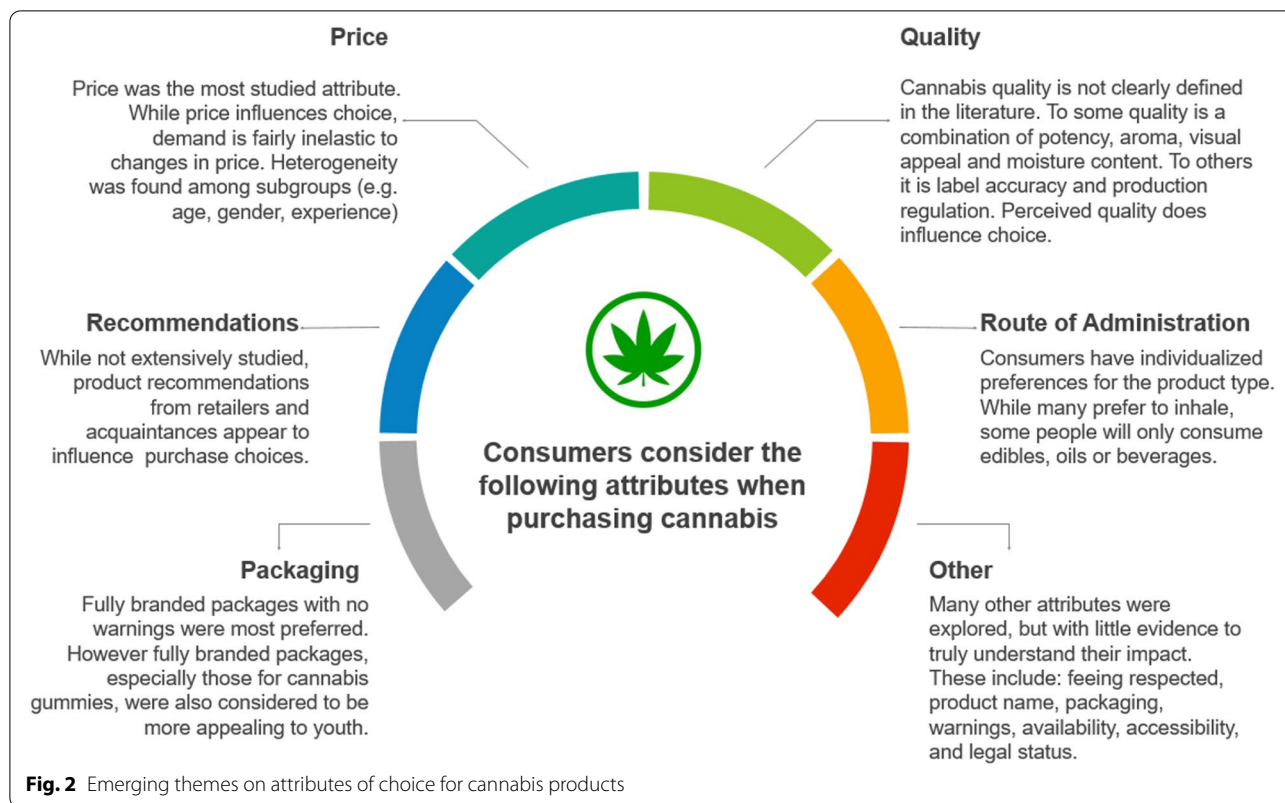 Price
Price was the most studied attribute.
While price influences choice,
demand is fairly inelastic to
changes in price. Heterogeneity
was found among subgroups (e.g.
age, gender, experience)
Quality
Cannabis quality is not clearly defined
in the literature. To some quality is a
combination of potency, aroma, visual
appeal and moisture content. To others
it is label accuracy and production
regulation. Perceived quality does
influence choice.
Recommendations
While not extensively studied,
product recommendations
from retailers and
acquaintances appear to
influence purchase choices.
Route of Administration
Consumers have individualized
preferences for the product type.
While many prefer to inhale,
some people will only consume
edibles, oils or beverages.
Consumers consider the
following attributes when
purchasing cannabis
Packaging
Fully branded packages with no
warnings were most preferred.
However fully branded packages,
especially those for cannabis
gummies, were also considered to be
more appealing to youth.
Other
Many other attributes were
explored, but with little evidence to
truly understand their impact.
These include: feeing respected,
product name, packaging,
warnings, availability, accessibility,
and legal status.
Fig. 2 Emerging themes on attributes of choice for cannabis products